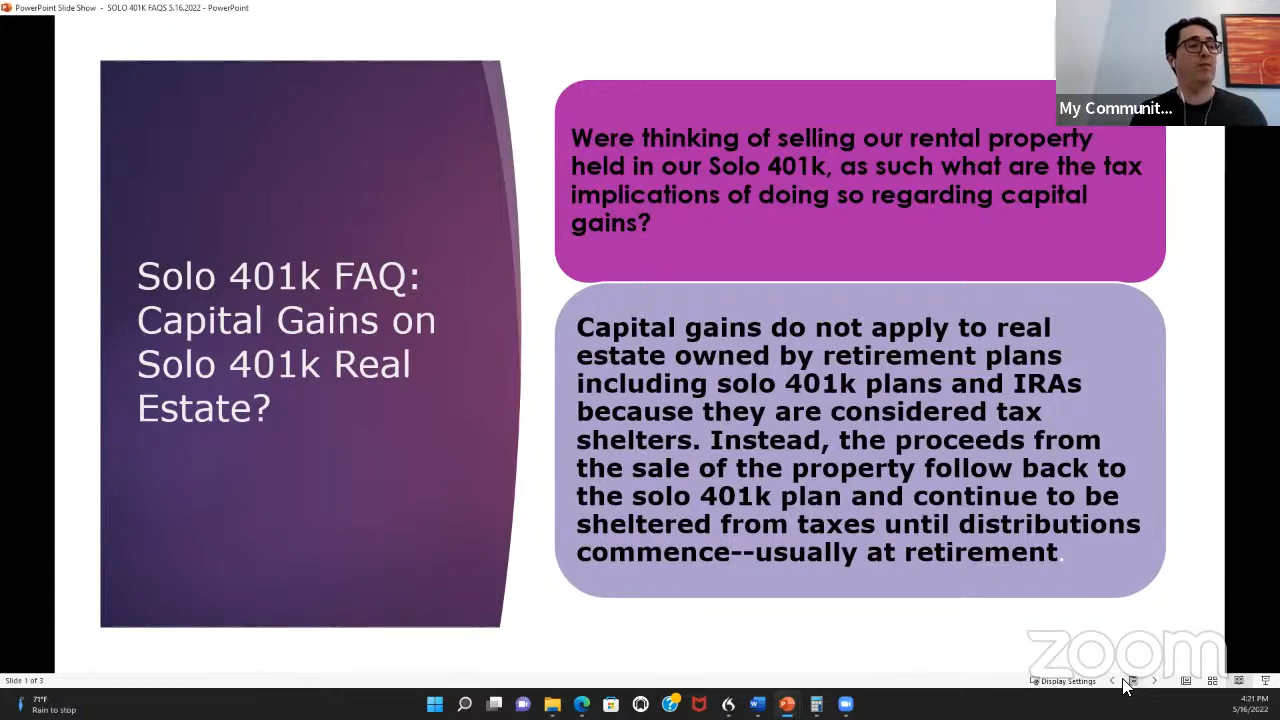 PowerPoint Slide Show - SOLO 401K FAQS 5.16.2022 - PowerPoint
My Communit...
Were thinking of selling our rental property
held in our Solo 401k, as such what are the tax
implications of doing so regarding capital
gains?
Solo 401k FAQ:
Capital Gains on
Solo 401k Real
Estate?
Capital gains do not apply to real
estate owned by retirement plans
including solo 401k plans and IRAs
because they are considered tax
shelters. Instead, the proceeds from
the sale of the property follow back to
the solo 401k plan and continue to be
sheltered from taxes until distributions
commence--usually at retirement.
zoom
Slide 1 of 3
Display Settings
71°F
Rain to stop
4:21 PM
5/16/2022